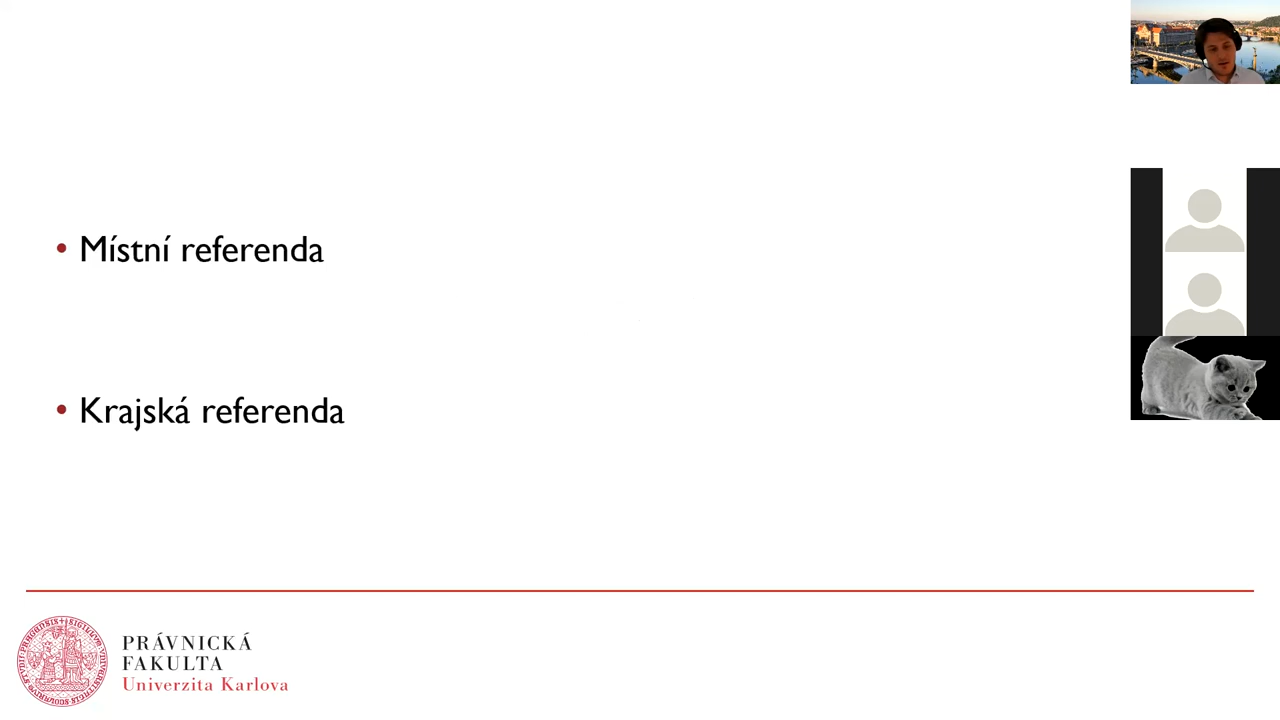 • Místní referenda
• Krajská referenda
PRÁVNICKÁ
FAKULTA
Univerzita Karlova